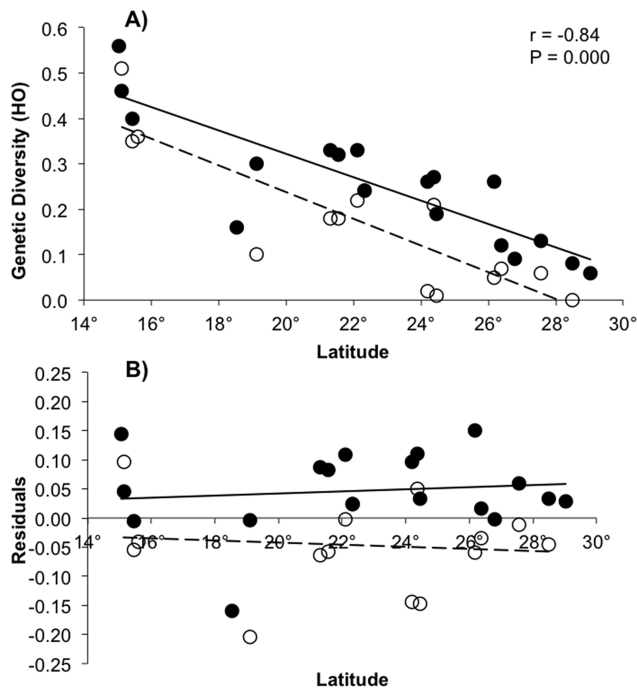 A)
r = -0.84
P = 0.000
Genetic Diversity (HO)
0.6
0.5
0.4
0.3
0.2
0.1
0.0
14° 16° 18° 20° 22° 24° 26° 28° 30°
Latitude
B)
Residuals
0.25
0.20
0.15
0.10
0.05
0.00
-0.05
-0.10
-0.15
-0.20
-0.25
14° 16° 18° 20° 22° 24° 26° 28° 30°
Latitude